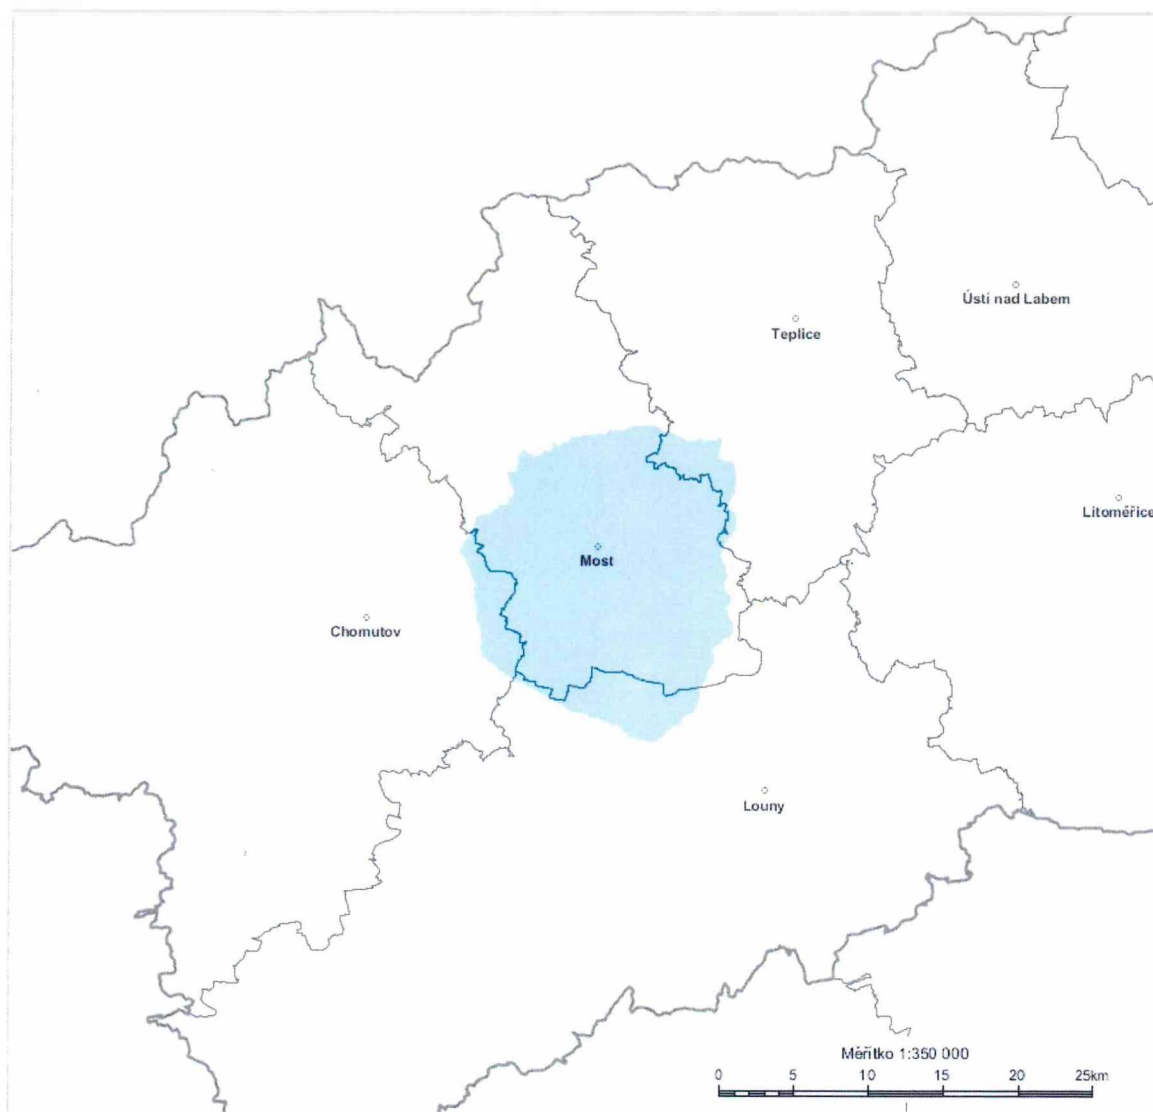 Ústí nad Labem
Teplice
Litoměřice
Most
Chomutov
Louny
Měřítko 1:350 000
0 5 10 15 20 25km